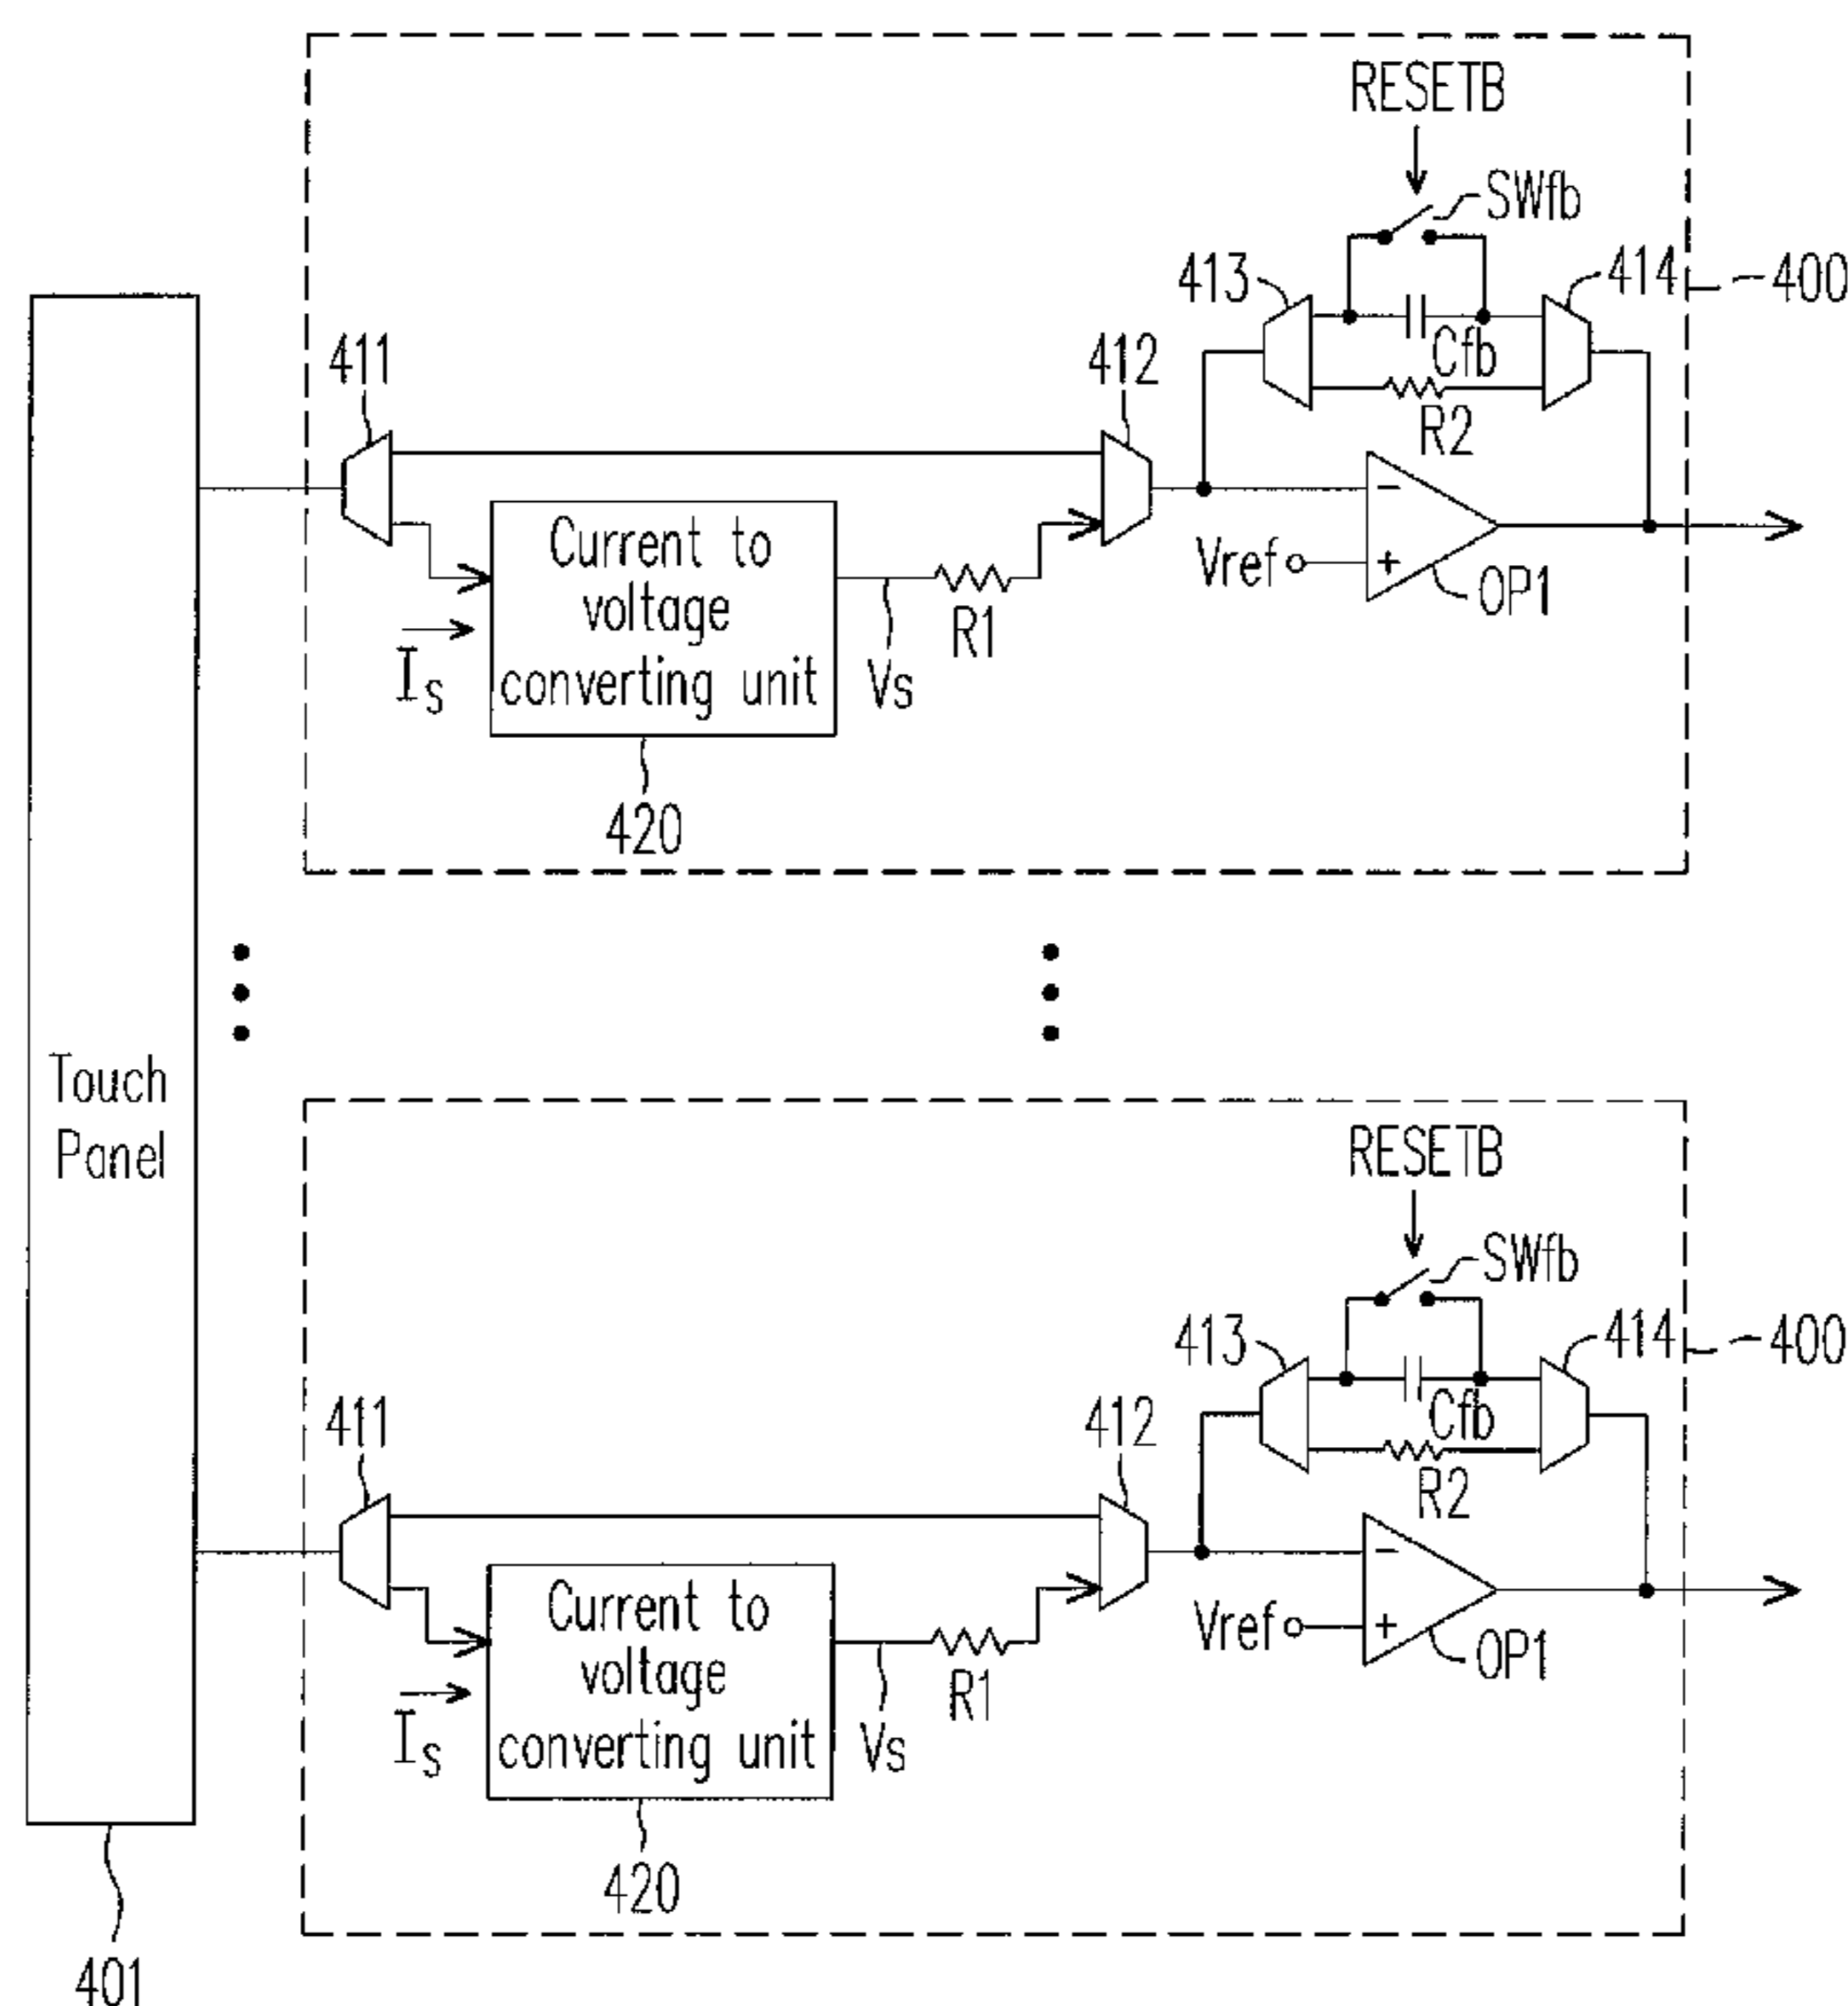 RESETB
SWfb
413
414
400
Cfb
411
412
R2
−
Current to
voltage
converting unit
Vref
+
OP1
R1
Is
Vs
420
Touch
Panel
RESETB
SWfb
413
414
400
Cfb
411
412
R2
−
Current to
voltage
converting unit
Vref
+
OP1
R1
Is
Vs
420
401